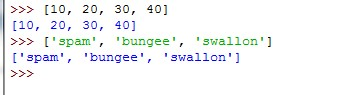 >>> [10, 20, 30, 40]
[10, 20, 30, 40]
>>> ['spam', 'bungee', 'swallon']
['spam', 'bungee', 'swallon']
>>>